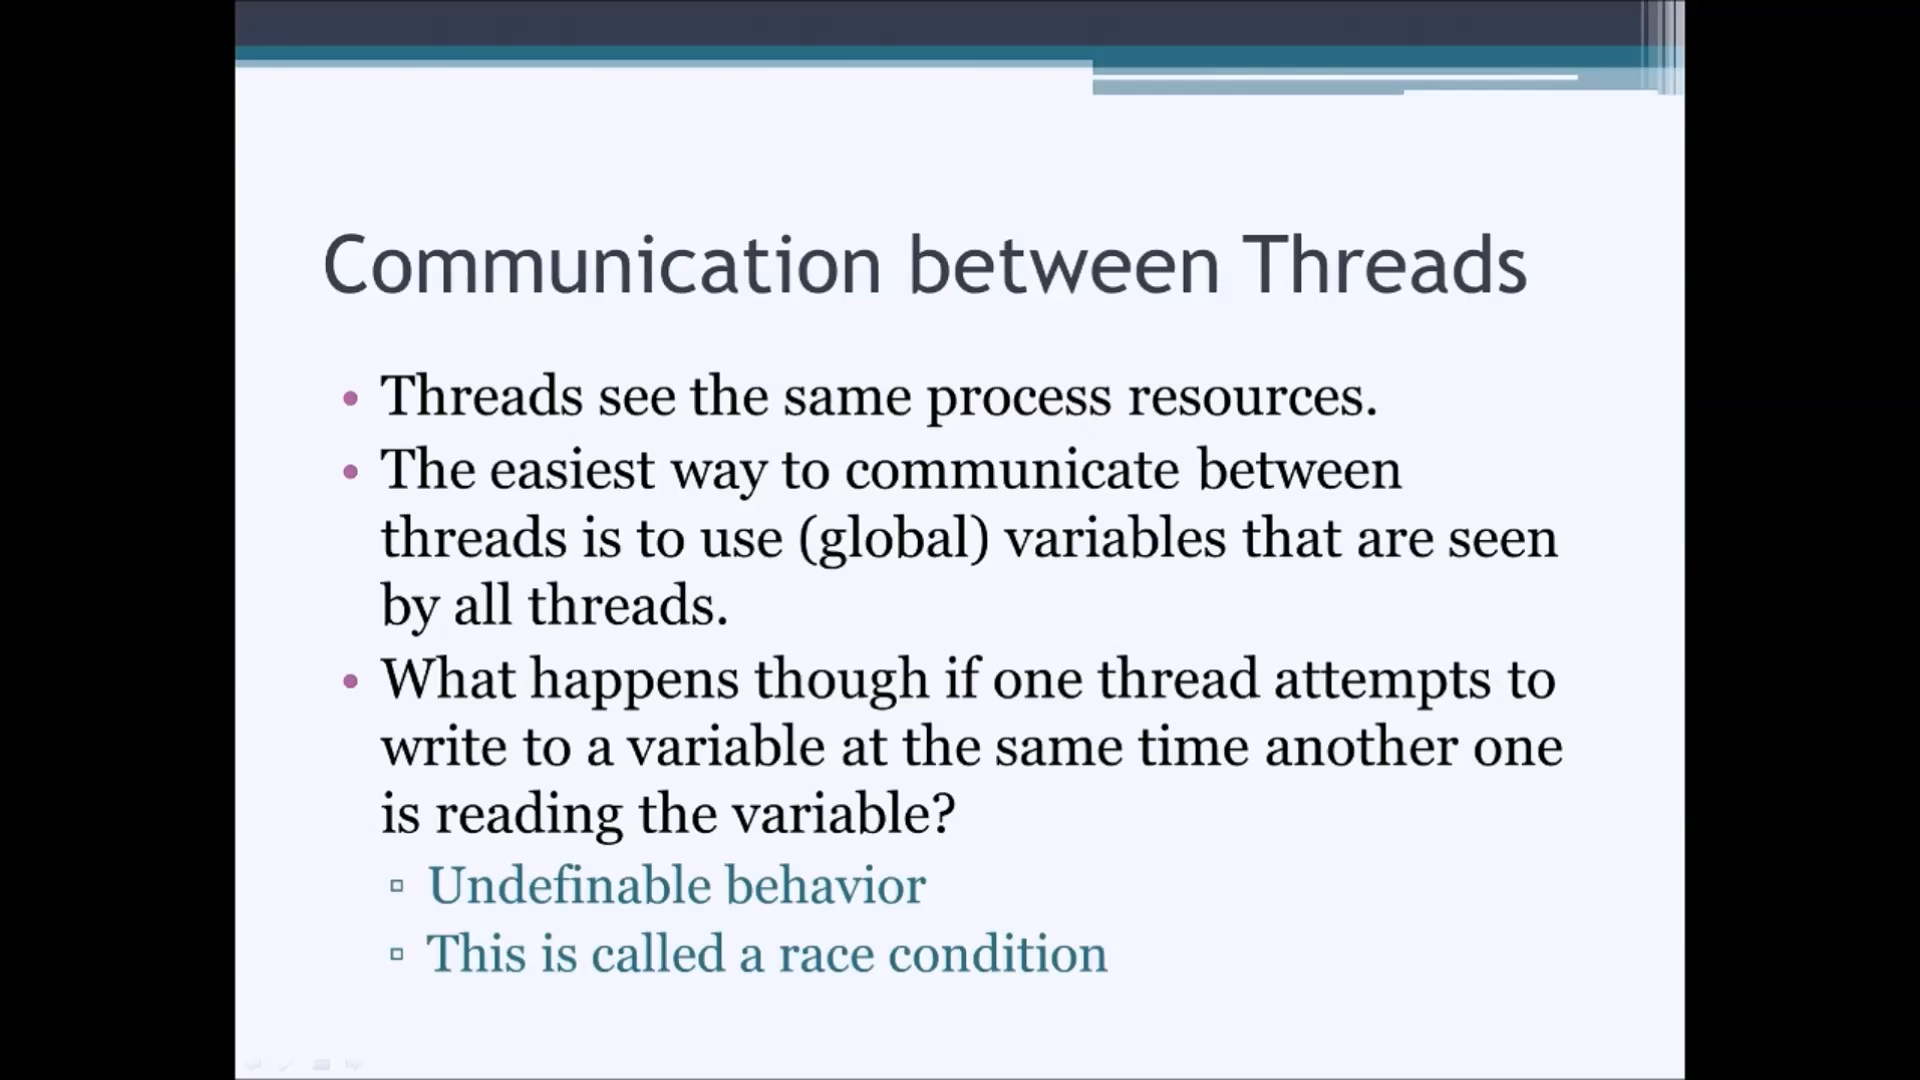 Communication between Threads
• Threads see the same process resources.
• The easiest way to communicate between
threads is to use (global) variables that are seen
by all threads.
• What happens though if one thread attempts to
write to a variable at the same time another one
is reading the variable?
▫ Undefinable behavior
▫ This is called a race condition